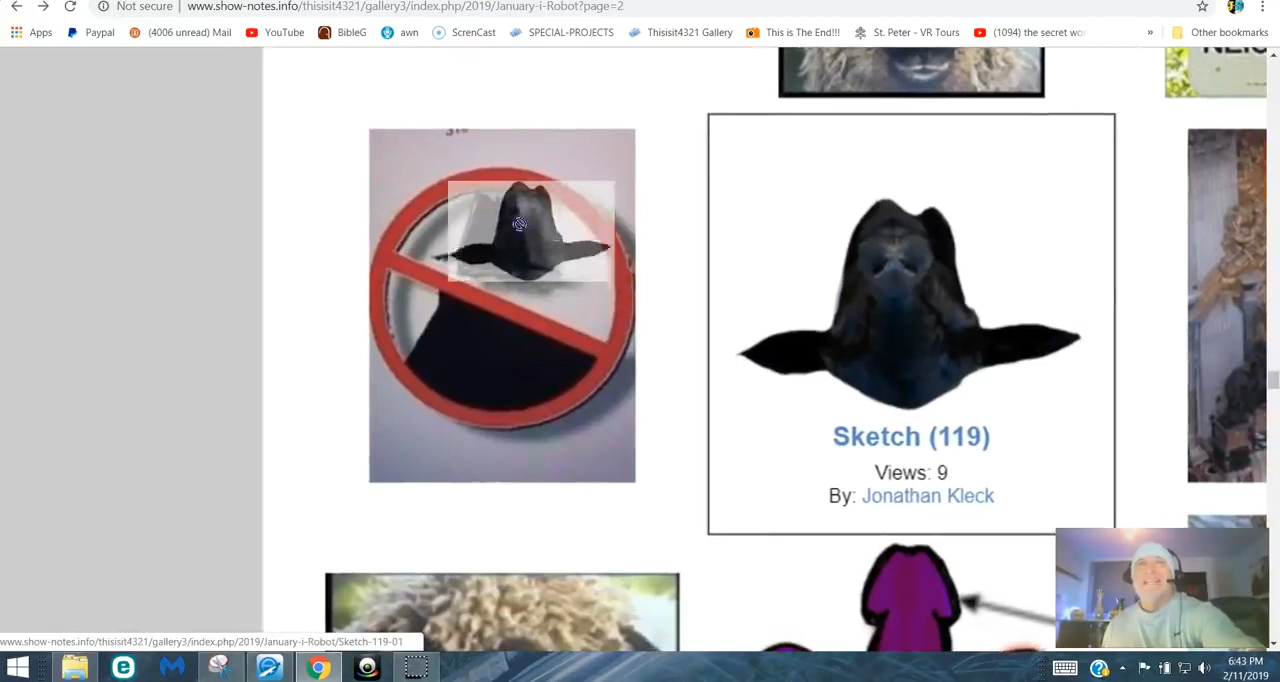 Not secure | www.show-notes.info/thisisit4321/gallery3/index.php/2019/January-i-Robot?page=2
Apps Paypal (4006 unread) Mail YouTube BibleG awn ScrenCast SPECIAL-PROJECTS Thisisit4321 Gallery This is The End!!! St. Peter - VR Tours (1094) the secret wo » Other bookmarks
Sketch (119)
Views: 9
By: Jonathan Kleck
www.show-notes.info/thisisit4321/gallery3/index.php/2019/January-i-Robot/Sketch-119-01
6:43 PM
2/11/2019